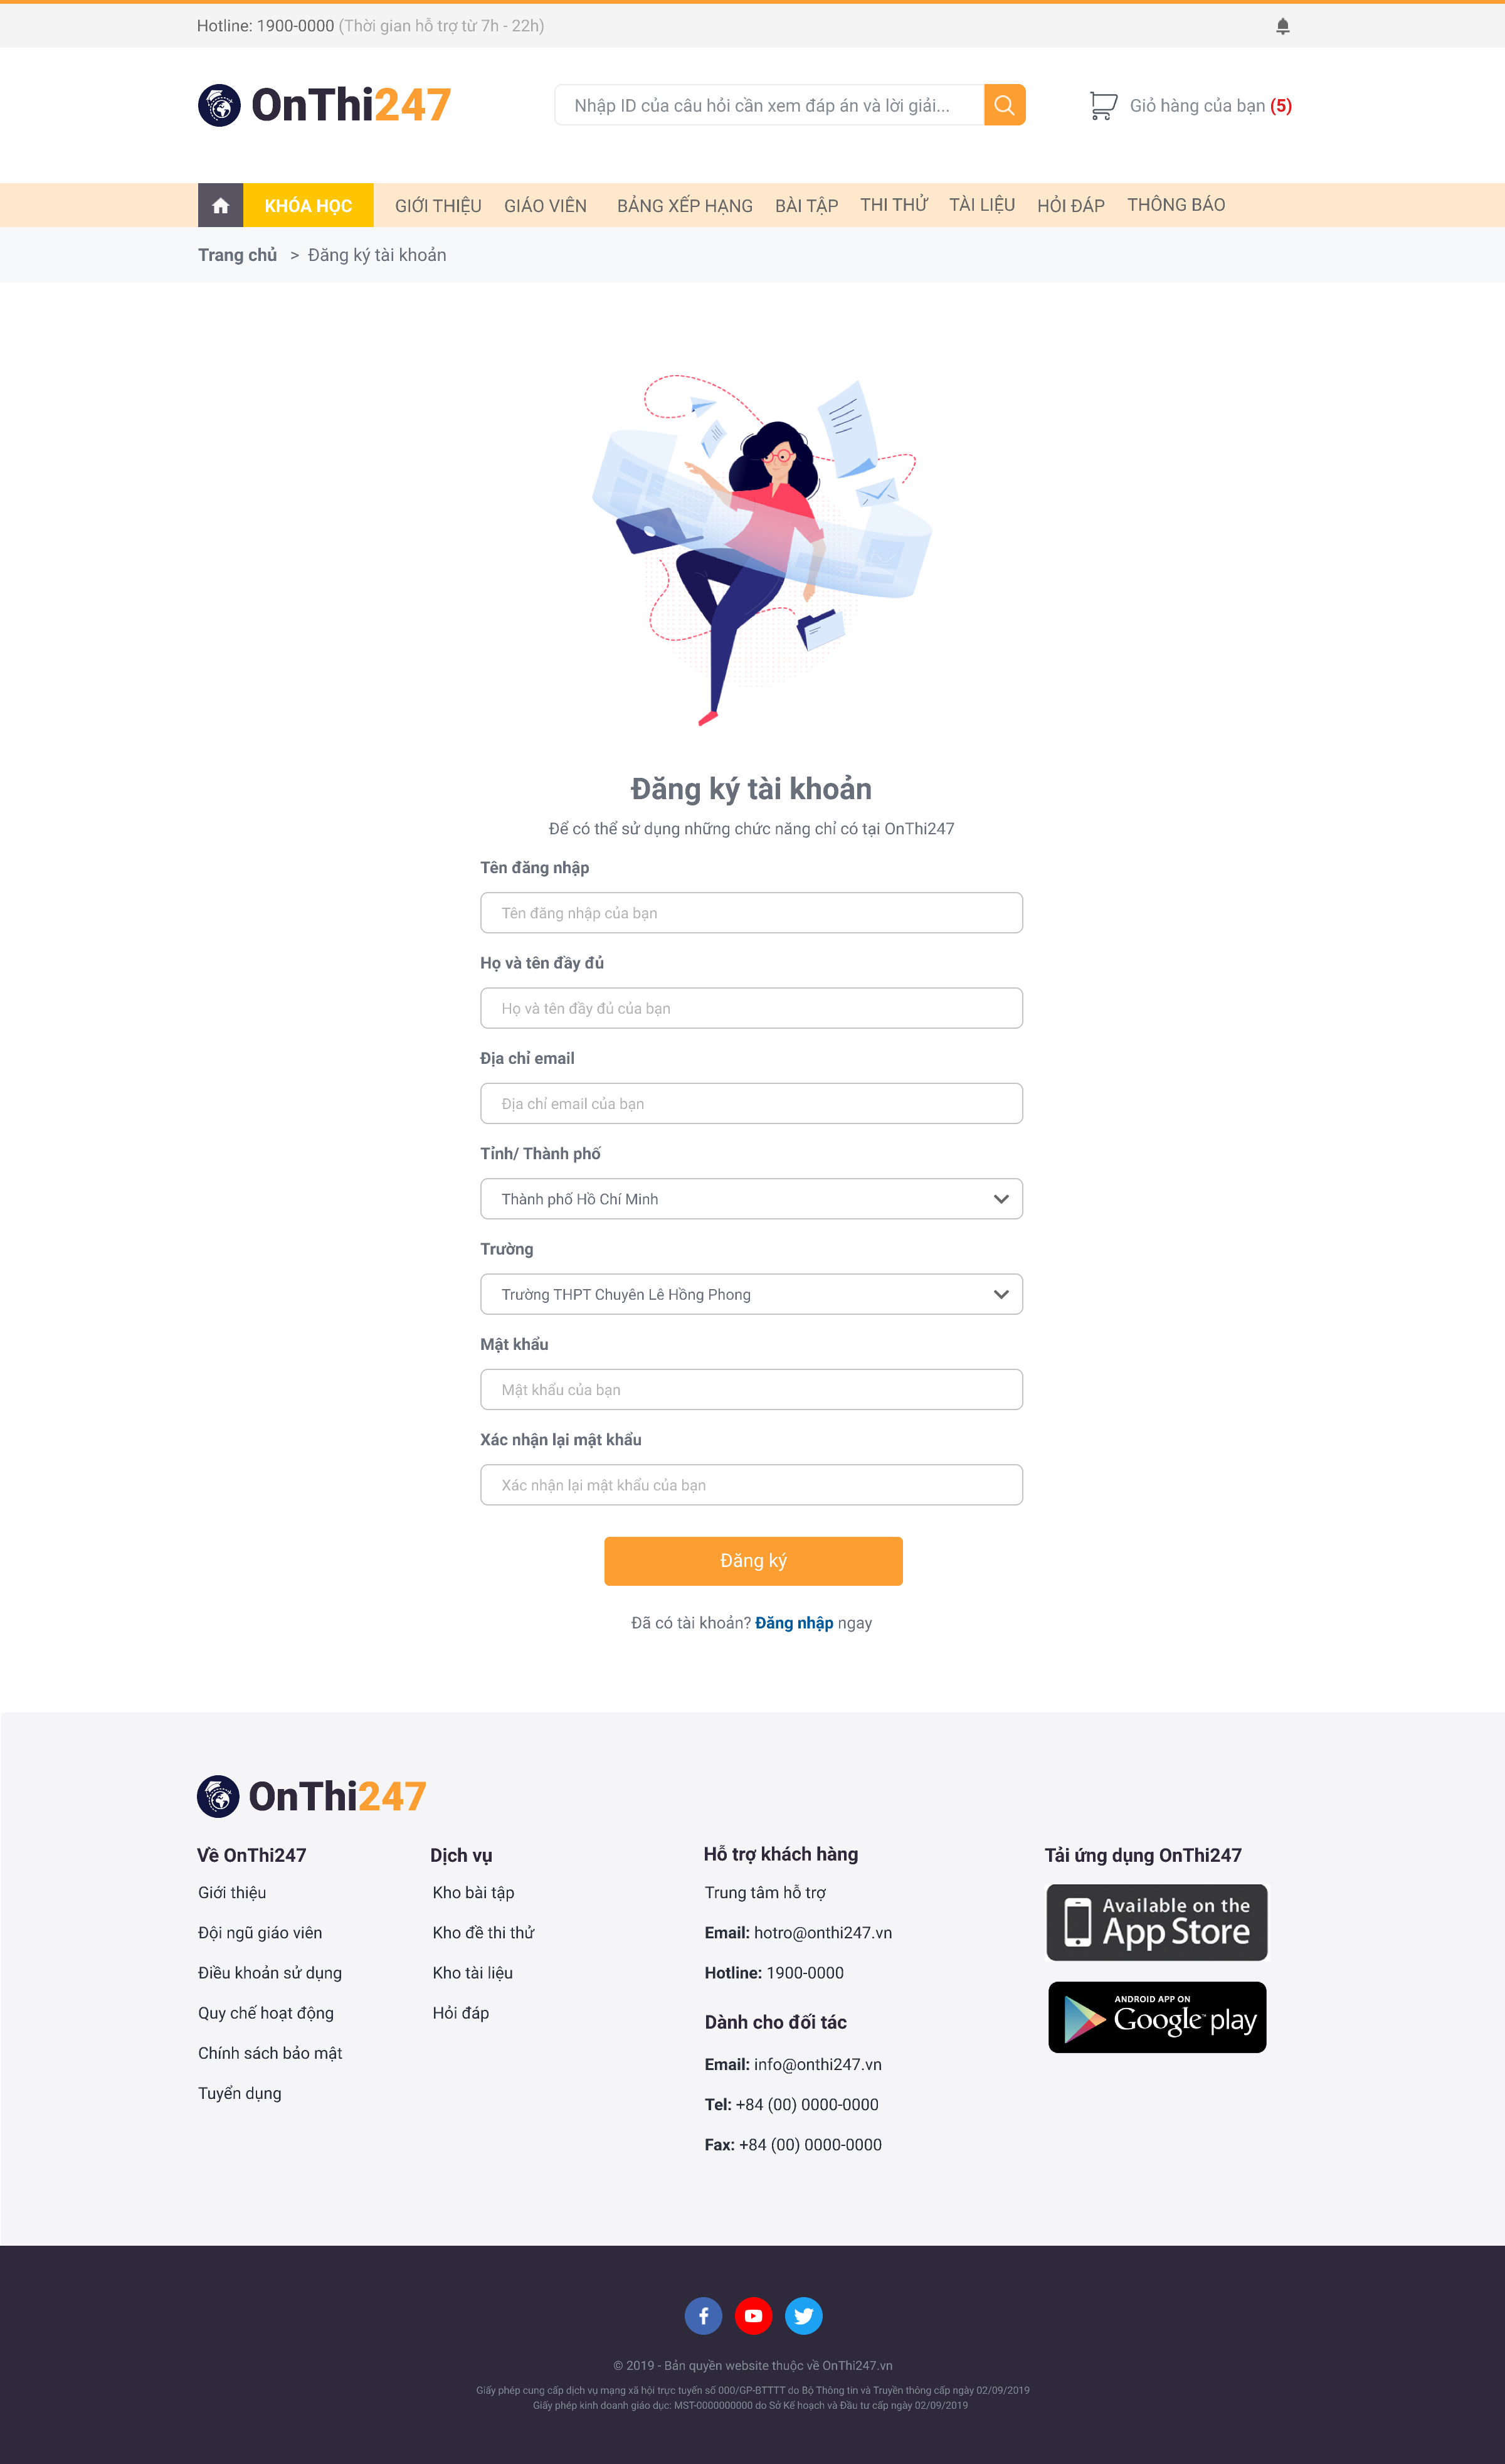 Hotline: 1900-0000 (Thời gian hỗ trợ từ 7h - 22h)
OnThi247
Nhập ID của câu hỏi cần xem đáp án và lời giải...
Giỏ hàng của bạn (5)
KHÓA HỌC GIỚI THIỆU GIÁO VIÊN BẢNG XẾP HẠNG BÀI TẬP THI THỬ TÀI LIỆU HỎI ĐÁP THÔNG BÁO
Trang chủ > Đăng ký tài khoản
Đăng ký tài khoản
Để có thể sử dụng những chức năng chỉ có tại OnThi247
Tên đăng nhập
Tên đăng nhập của bạn
Họ và tên đầy đủ
Họ và tên đầy đủ của bạn
Địa chỉ email
Địa chỉ email của bạn
Tỉnh/ Thành phố
Thành phố Hồ Chí Minh
Trường
Trường THPT Chuyên Lê Hồng Phong
Mật khẩu
Mật khẩu của bạn
Xác nhận lại mật khẩu
Xác nhận lại mật khẩu của bạn
Đăng ký
Đã có tài khoản? Đăng nhập ngay
OnThi247
Về OnThi247
Giới thiệu
Đội ngũ giáo viên
Điều khoản sử dụng
Quy chế hoạt động
Chính sách bảo mật
Tuyển dụng
Dịch vụ
Kho bài tập
Kho đề thi thử
Kho tài liệu
Hỏi đáp
Hỗ trợ khách hàng
Trung tâm hỗ trợ
Email: hotro@onthi247.vn
Hotline: 1900-0000
Dành cho đối tác
Email: info@onthi247.vn
Tel: +84 (00) 0000-0000
Fax: +84 (00) 0000-0000
Tải ứng dụng OnThi247
Available on the
App Store
ANDROID APP ON
Google play
© 2019 - Bản quyền website thuộc về OnThi247.vn
Giấy phép cung cấp dịch vụ mạng xã hội trực tuyến số 000/GP-BTTTT do Bộ Thông tin và Truyền thông cấp ngày 02/09/2019
Giấy phép kinh doanh giáo dục: MST-0000000000 do Sở Kế hoạch và Đầu tư cấp ngày 02/09/2019